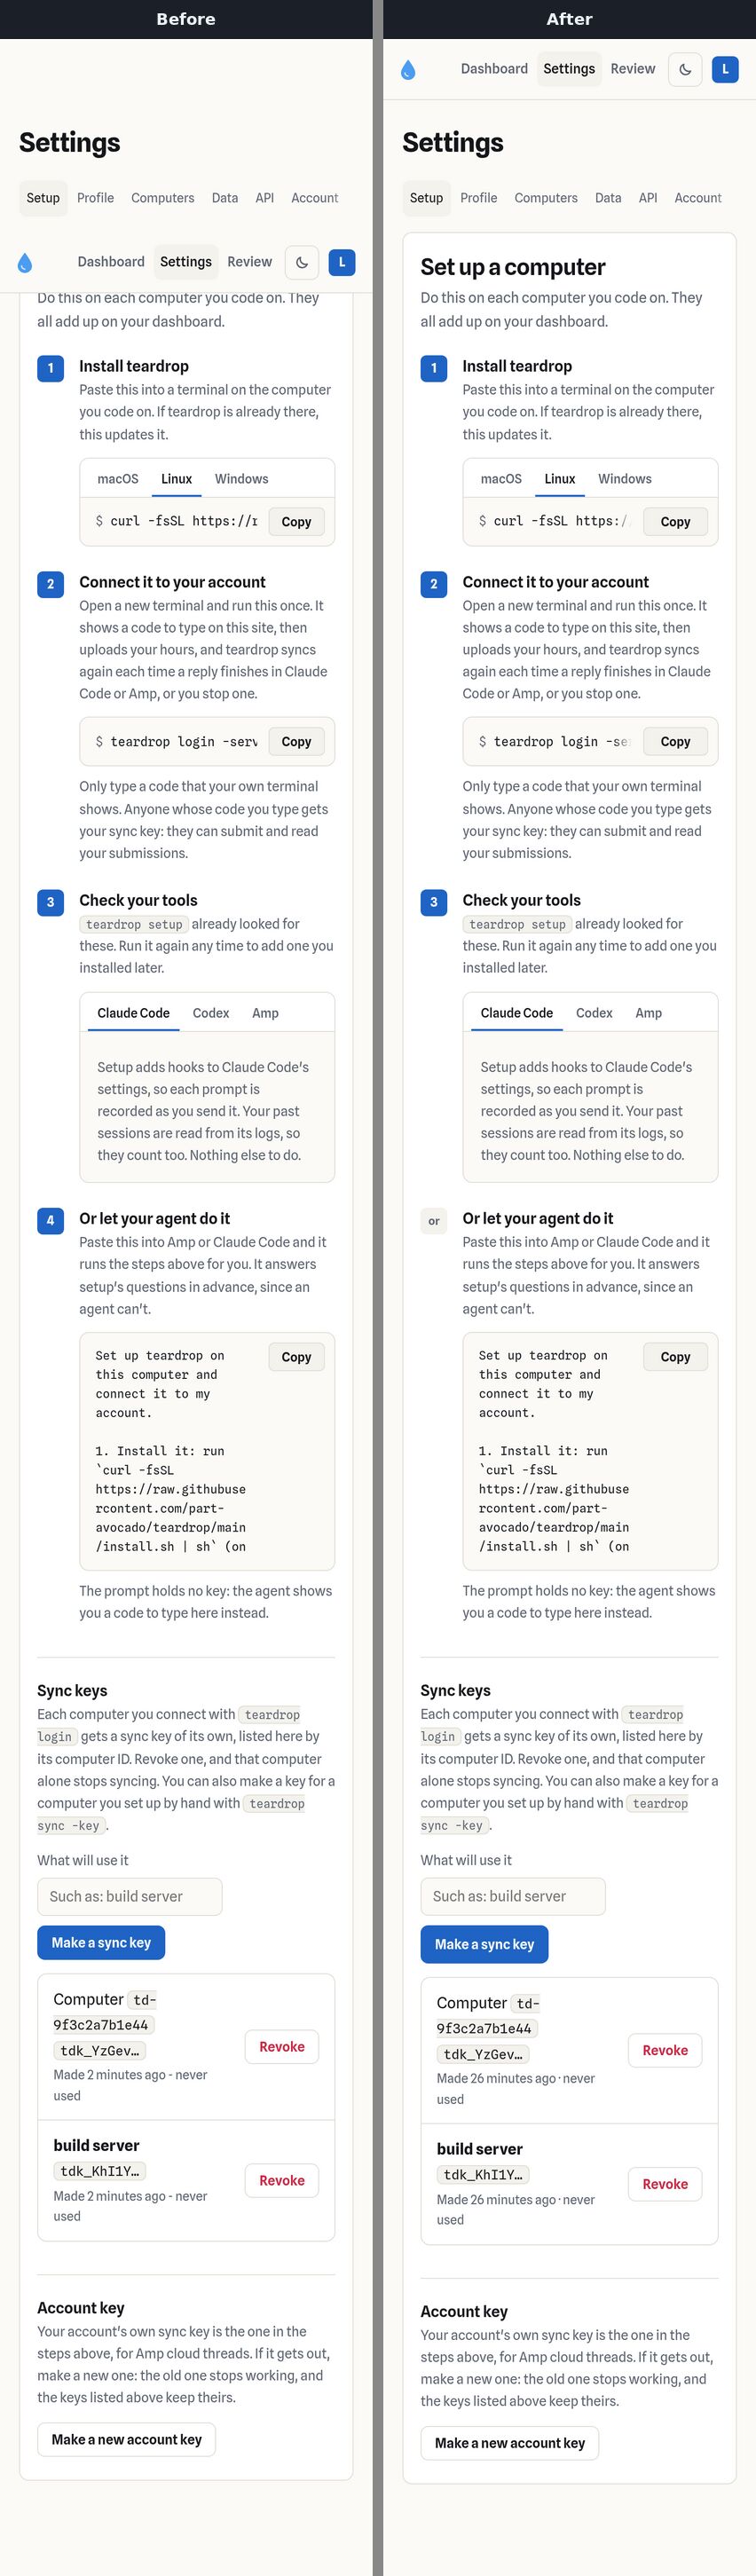 Before
Settings
Setup Profile Computers Data API Account
Dashboard Settings Review L
Do this on each computer you code on. They
all add up on your dashboard.
1 Install teardrop
Paste this into a terminal on the computer
you code on. If teardrop is already there,
this updates it.
macOS Linux Windows
$ curl -fsSL https://r Copy
2 Connect it to your account
Open a new terminal and run this once. It
shows a code to type on this site, then
uploads your hours, and teardrop syncs
again each time a reply finishes in Claude
Code or Amp, or you stop one.
$ teardrop login -serv Copy
Only type a code that your own terminal
shows. Anyone whose code you type gets
your sync key: they can submit and read
your submissions.
3 Check your tools
teardrop setup already looked for
these. Run it again any time to add one you
installed later.
Claude Code Codex Amp
Setup adds hooks to Claude Code's
settings, so each prompt is
recorded as you send it. Your past
sessions are read from its logs, so
they count too. Nothing else to do.
4 Or let your agent do it
Paste this into Amp or Claude Code and it
runs the steps above for you. It answers
setup's questions in advance, since an
agent can't.
Set up teardrop on Copy
this computer and
connect it to my
account.
1. Install it: run
`curl -fsSL
https://raw.githubuse
rcontent.com/part-
avocado/teardrop/main
/install.sh | sh` (on
The prompt holds no key: the agent shows
you a code to type here instead.
Sync keys
Each computer you connect with teardrop
login gets a sync key of its own, listed here by
its computer ID. Revoke one, and that computer
alone stops syncing. You can also make a key for a
computer you set up by hand with teardrop
sync -key.
What will use it
Such as: build server
Make a sync key
Computer td-
9f3c2a7b1e44
tdk_YzGev… Revoke
Made 2 minutes ago - never
used
build server
tdk_KhI1Y… Revoke
Made 2 minutes ago - never
used
Account key
Your account's own sync key is the one in the
steps above, for Amp cloud threads. If it gets out,
make a new one: the old one stops working, and
the keys listed above keep theirs.
Make a new account key
After
Dashboard Settings Review L
Settings
Setup Profile Computers Data API Account
Set up a computer
Do this on each computer you code on. They
all add up on your dashboard.
1 Install teardrop
Paste this into a terminal on the computer
you code on. If teardrop is already there,
this updates it.
macOS Linux Windows
$ curl -fsSL https:/ Copy
2 Connect it to your account
Open a new terminal and run this once. It
shows a code to type on this site, then
uploads your hours, and teardrop syncs
again each time a reply finishes in Claude
Code or Amp, or you stop one.
$ teardrop login -se Copy
Only type a code that your own terminal
shows. Anyone whose code you type gets
your sync key: they can submit and read
your submissions.
3 Check your tools
teardrop setup already looked for
these. Run it again any time to add one you
installed later.
Claude Code Codex Amp
Setup adds hooks to Claude Code's
settings, so each prompt is
recorded as you send it. Your past
sessions are read from its logs, so
they count too. Nothing else to do.
or Or let your agent do it
Paste this into Amp or Claude Code and it
runs the steps above for you. It answers
setup's questions in advance, since an
agent can't.
Set up teardrop on Copy
this computer and
connect it to my
account.
1. Install it: run
`curl -fsSL
https://raw.githubuse
rcontent.com/part-
avocado/teardrop/main
/install.sh | sh` (on
The prompt holds no key: the agent shows
you a code to type here instead.
Sync keys
Each computer you connect with teardrop
login gets a sync key of its own, listed here by
its computer ID. Revoke one, and that computer
alone stops syncing. You can also make a key for a
computer you set up by hand with teardrop
sync -key.
What will use it
Such as: build server
Make a sync key
Computer td-
9f3c2a7b1e44
tdk_YzGev… Revoke
Made 26 minutes ago · never
used
build server
tdk_KhI1Y… Revoke
Made 26 minutes ago · never
used
Account key
Your account's own sync key is the one in the
steps above, for Amp cloud threads. If it gets out,
make a new one: the old one stops working, and
the keys listed above keep theirs.
Make a new account key